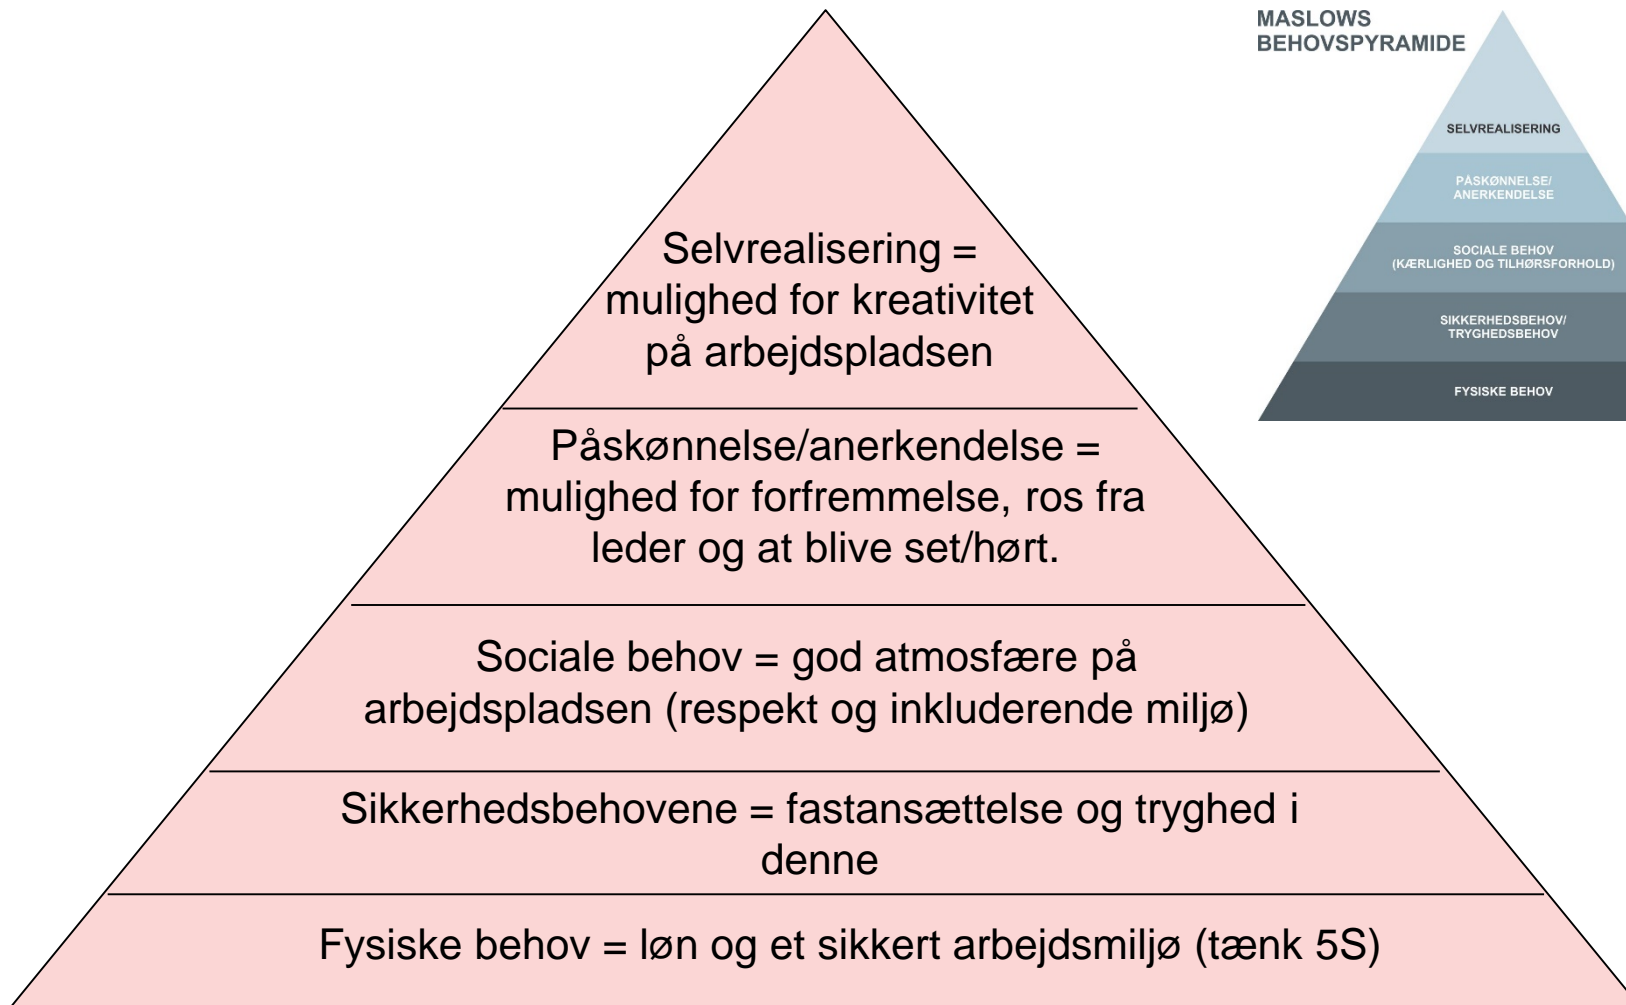 MASLOWS
BEHOVSPYRAMIDE
SELVREALISERING
PÅSKØNNELSE/
ANERKENDELSE
SOCIALE BEHOV
(KÆRLIGHED OG TILHØRSFORHOLD)
SIKKERHEDSBEHOV/
TRYGHEDSBEHOV
FYSISKE BEHOV
Selvrealisering =
mulighed for kreativitet
på arbejdspladsen
Påskønnelse/anerkendelse =
mulighed for forfremmelse, ros fra
leder og at blive set/hørt.
Sociale behov = god atmosfære på
arbejdspladsen (respekt og inkluderende miljø)
Sikkerhedsbehovene = fastansættelse og tryghed i
denne
Fysiske behov = løn og et sikkert arbejdsmiljø (tænk 5S)